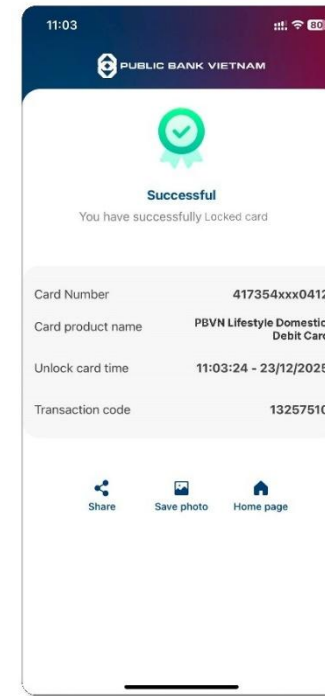 11:03
80
PUBLIC BANK VIETNAM
Successful
You have successfully Locked card
Card Number 417354xxx0412
Card product name PBVN Lifestyle Domestic
Debit Card
Unlock card time 11:03:24 - 23/12/2025
Transaction code 13257510
Share Save photo Home page